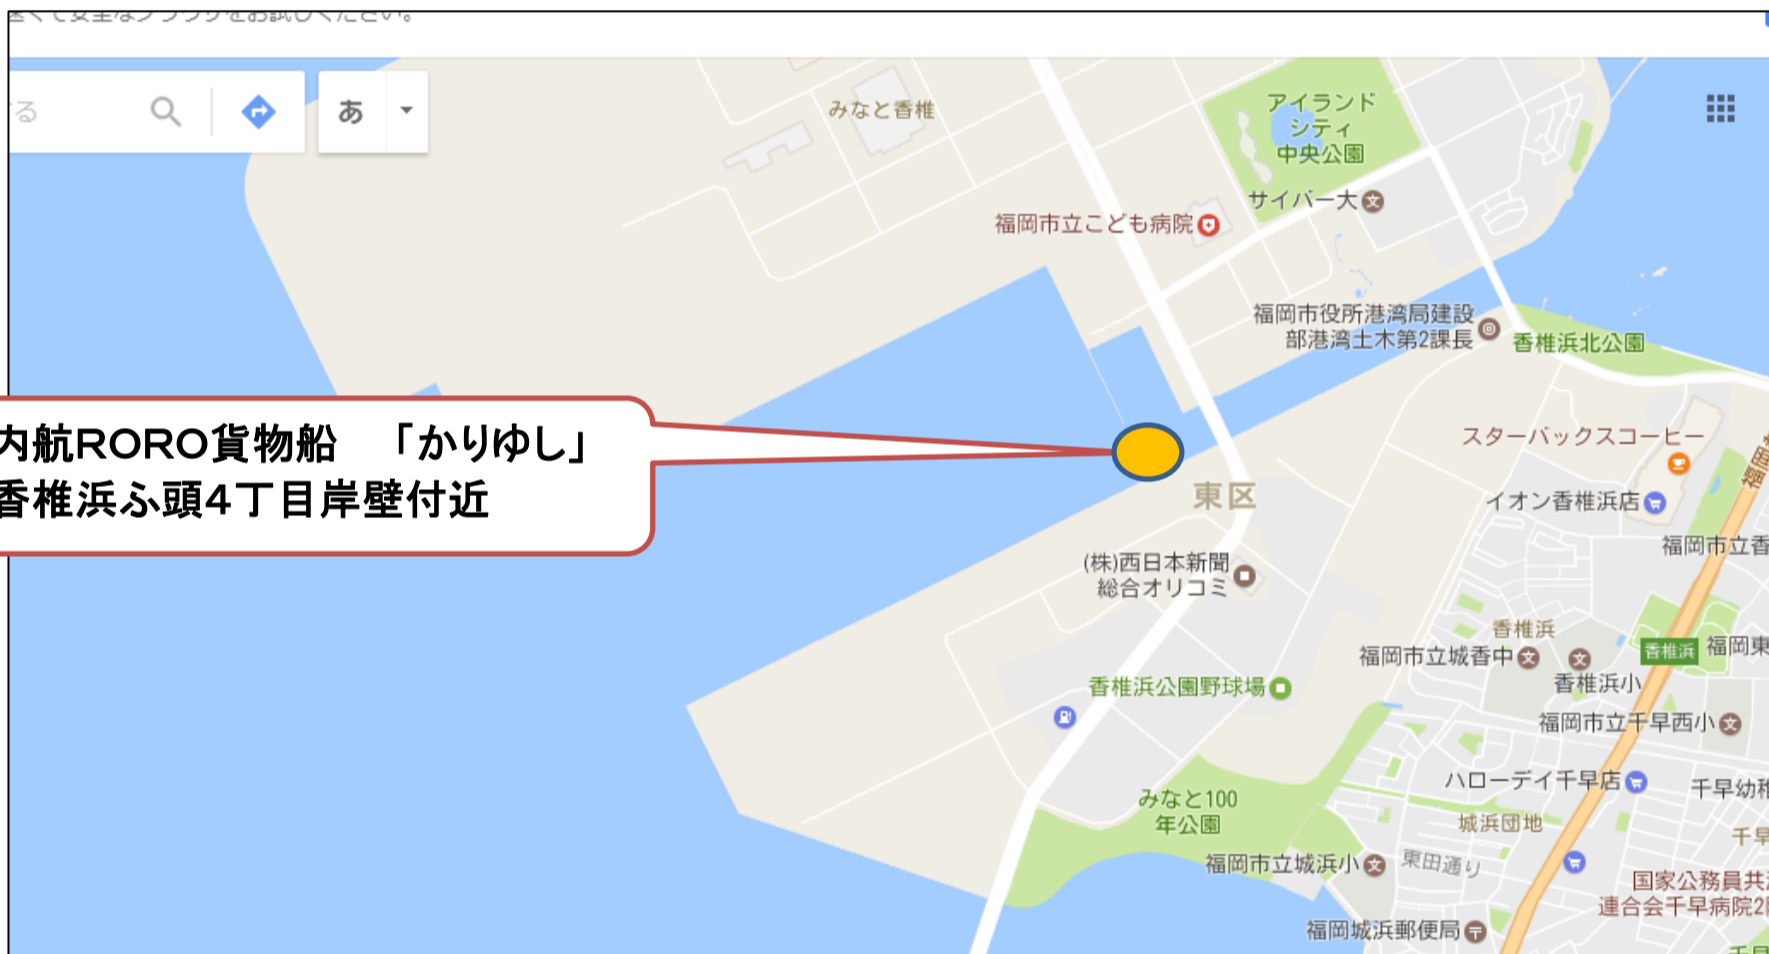 る
あ
みなと香椎
アイランド
シティ
中央公園
サイバー大
福岡市立こども病院
福岡市役所港湾局建設
部港湾土木第2課長
香椎浜北公園
内航RORO貨物船 「かりゆし」
香椎浜ふ頭4丁目岸壁付近
スターバックスコーヒー
東区
イオン香椎浜店
福岡市立香
(株)西日本新聞
総合オリコミ
香椎浜
福岡市立城香中
香椎浜
福岡東
香椎浜小
香椎浜公園野球場
福岡市立千早西小
ハローデイ千早店
千早幼稚
みなと100
年公園
城浜団地
千早
福岡市立城浜小
東田通り
国家公務員共済
連合会千早病院
福岡城浜郵便局